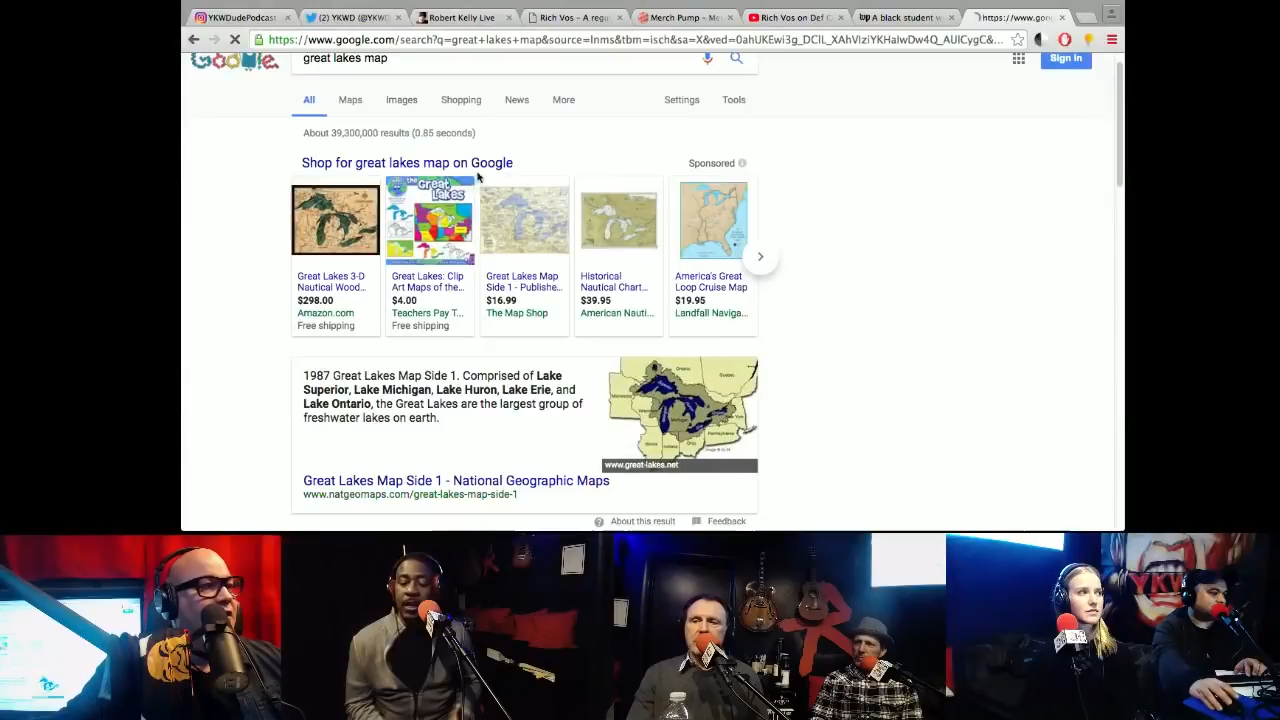 YKWDudePodcast
(2) Twitter / YKWD (@YKWD
Robert Kelly Live
Rich Vos – A regu
Merch Pump – Me
Rich Vos on Def C
A black student w
https://www.goo
https://www.google.com/search?q=great+lakes+map&source=lnms&tbm=isch&sa=X&ved=0ahUKEwi3g_DClL_XAhVIziYKHalwDw4Q_AUICygC&...
Google
great lakes map
Sign in
All
Maps
Images
Shopping
News
More
Settings
Tools
About 39,300,000 results (0.85 seconds)
Shop for great lakes map on Google
Sponsored
the Great
Lakes
Great Lakes 3-D
Nautical Wood...
$298.00
Amazon.com
Free shipping
Great Lakes: Clip
Art Maps of the...
$4.00
Teachers Pay T...
Free shipping
Great Lakes Map
Side 1 - Publishe...
$16.99
The Map Shop
Historical
Nautical Chart...
$39.95
American Nauti...
America's Great
Loop Cruise Map
$19.95
Landfall Naviga...
1987 Great Lakes Map Side 1. Comprised of Lake
Superior, Lake Michigan, Lake Huron, Lake Erie, and
Lake Ontario, the Great Lakes are the largest group of
freshwater lakes on earth.
www.great-lakes.net
Great Lakes Map Side 1 - National Geographic Maps
www.natgeomaps.com/great-lakes-map-side-1
About this result
Feedback
YKWD